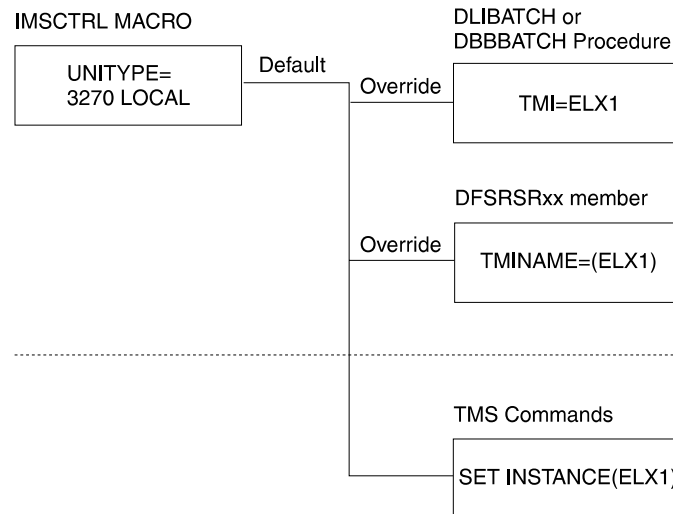 IMSCTRL MACRO
UNITYPE=
3270 LOCAL
Default
DLIBATCH or
DBBBATCH Procedure
Override
TMI=ELX1
DFSRSRxx member
Override
TMINAME=(ELX1)
TMS Commands
SET INSTANCE(ELX1)